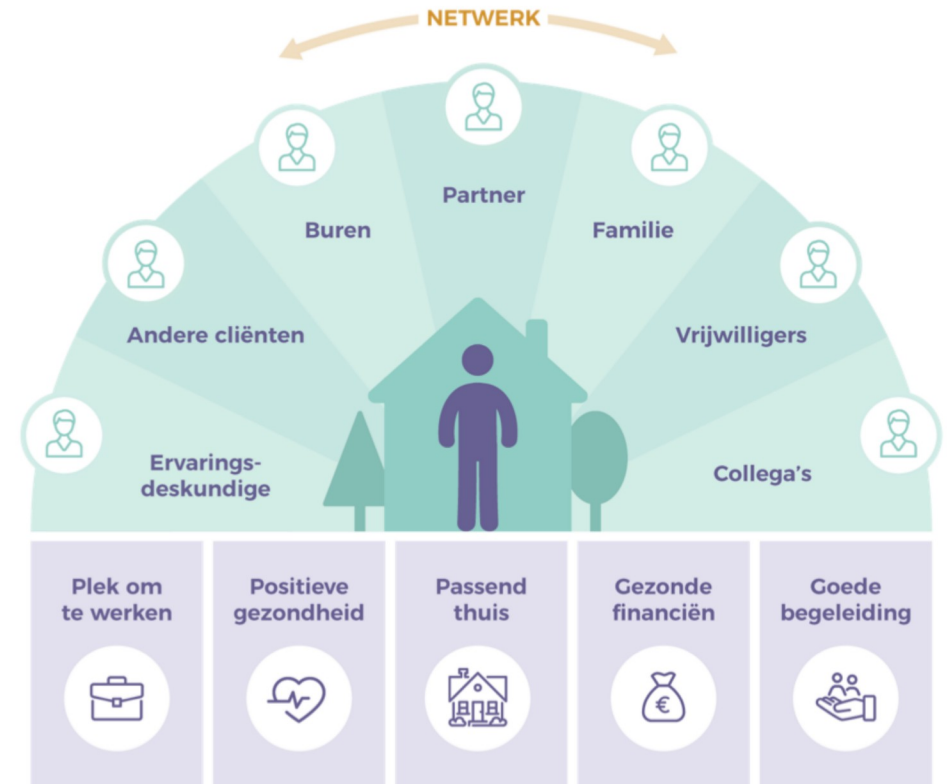 NETWERK
Partner
Buren
Familie
Andere cliënten
Vrijwilligers
Ervarings-
deskundige
Collega's
Plek om
te werken
Positieve
gezondheid
Passend
thuis
Gezonde
financiën
Goede
begeleiding
€